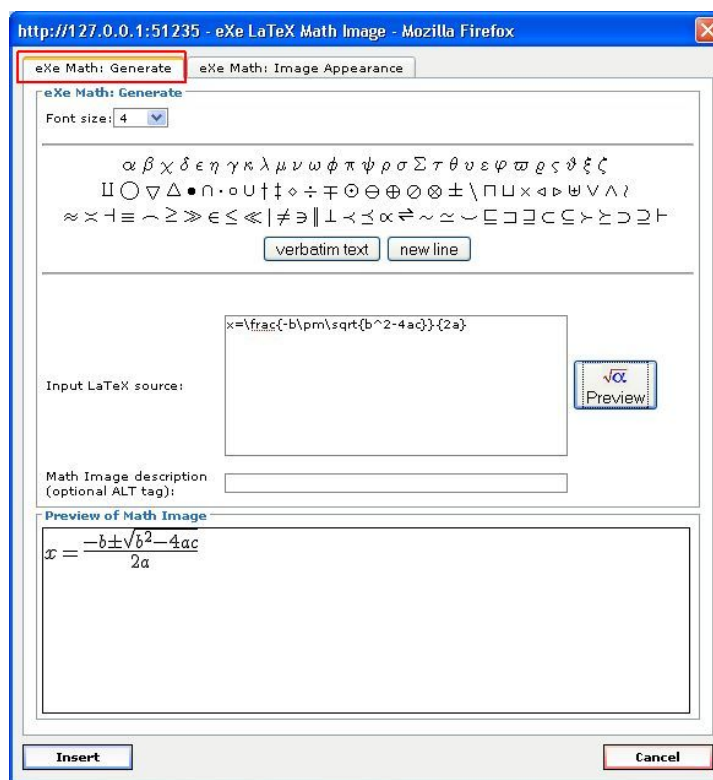 http://127.0.0.1:51235 - eXe LaTeX Math Image - Mozilla Firefox
eXe Math: Generate eXe Math: Image Appearance
eXe Math: Generate
Font size: 4
α β χ δ ϵ η γ κ λ μ ν ω ϕ π ψ ρ σ Σ τ θ υ ε φ ϖ ϱ ς ϑ ξ ζ
⨿ ◯ ▽ △ • ∩ · ∘ ∪ † ‡ ⋄ ÷ ∓ ⊙ ⊖ ⊕ ⊘ ⊗ ± \ ⊓ ⊔ × ◃ ▹ ⊎ ∨ ∧ ≀
≈ ≍ ⊣ ≡ ⌢ ≥ ≫ ∈ ≤ ≪ | ≠ ∋ ∥ ⊥ ≺ ⪯ ∝ ⇌ ∼ ≃ ⌣ ⊑ ⊐ ⊒ ⊂ ⊆ ≻ ⪰ ⊃ ⊇ ⊢
verbatim text new line
x=\frac{-b\pm\sqrt{b^2-4ac}}{2a}
Input LaTeX source:
√α
Preview
Math Image description
(optional ALT tag):
Preview of Math Image
x = −b±√b²−4ac
2a
Insert Cancel